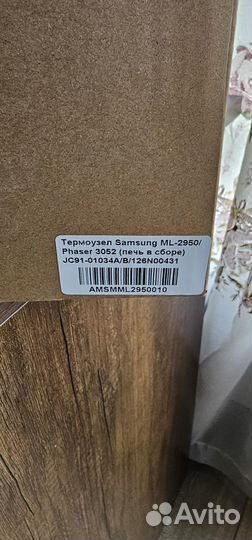 Термоузел Samsung ML-2950/
Phaser 3052 (печь в сборе)
JC91-01034A/B/126N00431
AMSMML2950010
Avito